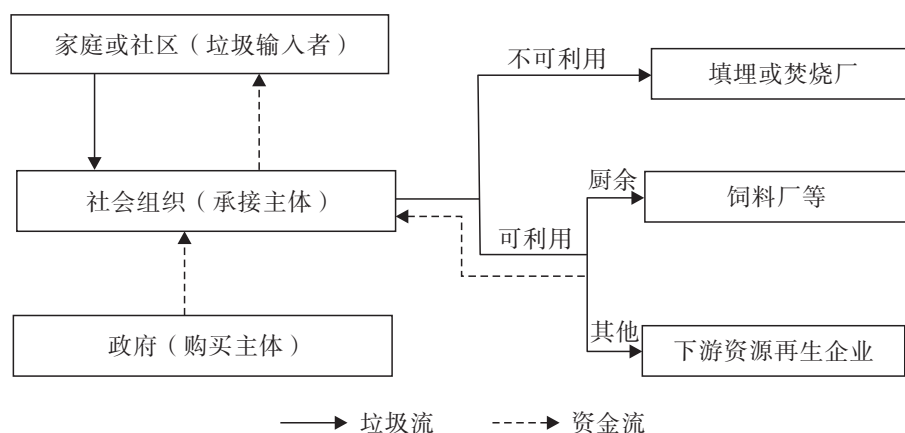 家庭或社区（垃圾输入者）
不可利用
填埋或焚烧厂
社会组织（承接主体）
厨余
饲料厂等
可利用
政府（购买主体）
其他
下游资源再生企业
垃圾流
资金流